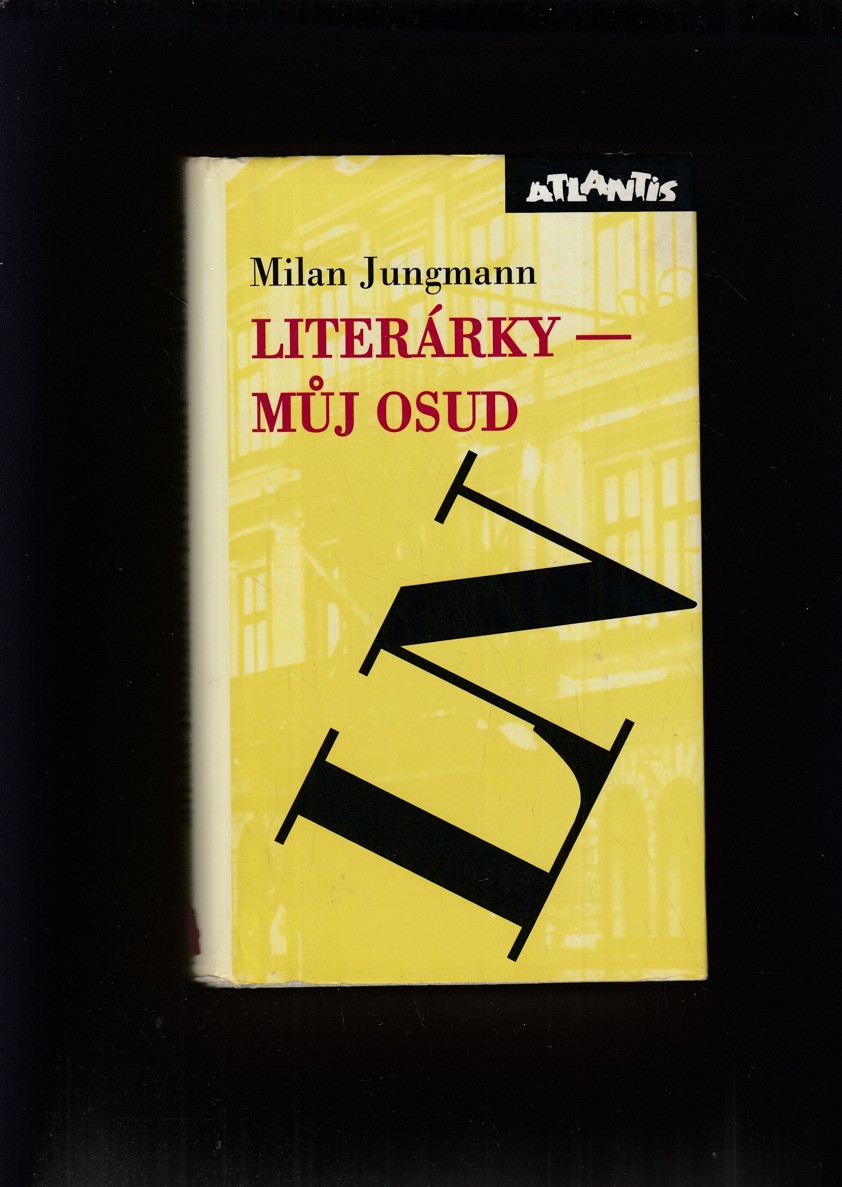 ATLANTIS
Milan Jungmann
LITERÁRKY —
MŮJ OSUD
LN